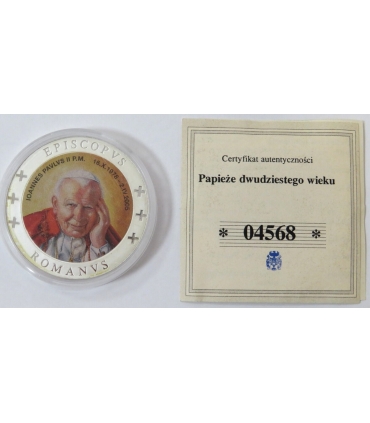 EPISCOPVS
IOANNES PAVLVS II P.M.
ROMANVS
Certyfikat autentyczności
Papieże dwudziestego wieku
* 04568 *